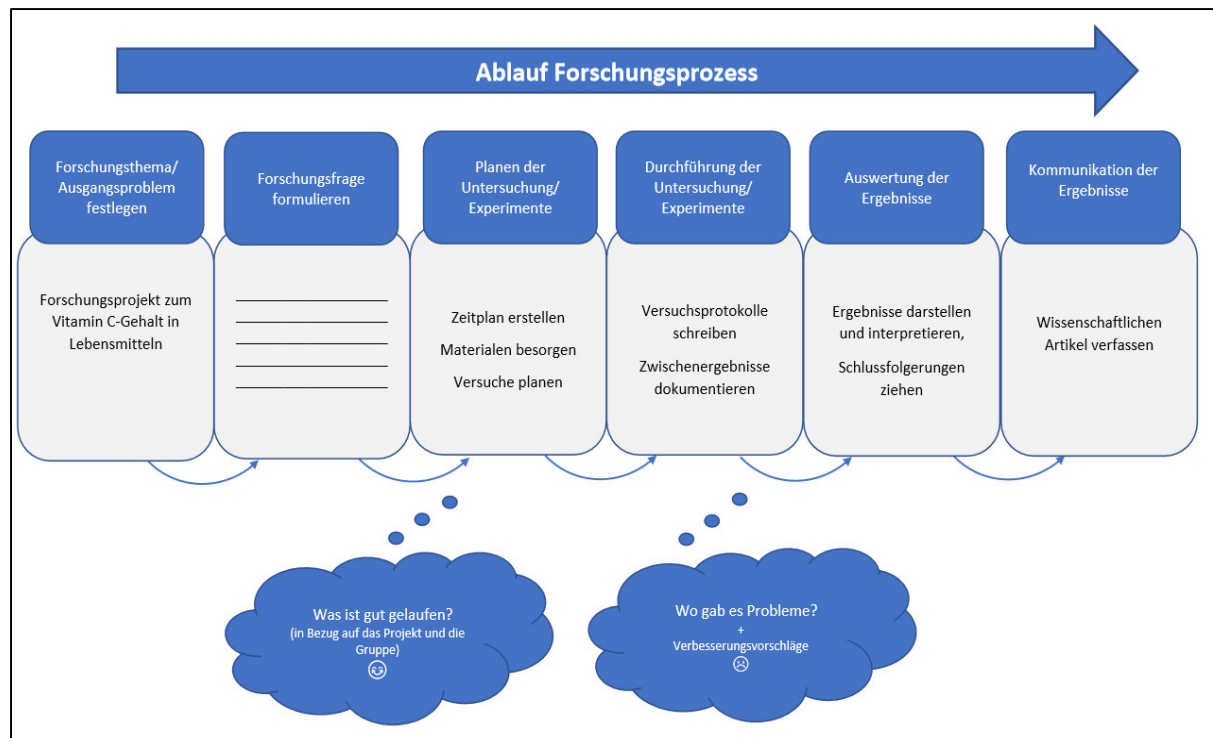 Ablauf Forschungsprozess
Forschungsthema/
Ausgangsproblem
festlegen
Forschungsprojekt zum
Vitamin C-Gehalt in
Lebensmitteln
Forschungsfrage
formulieren
Planen der
Untersuchung/
Experimente
Zeitplan erstellen
Materialen besorgen
Versuche planen
Durchführung der
Untersuchung/
Experimente
Versuchsprotokolle
schreiben
Zwischenergebnisse
dokumentieren
Auswertung der
Ergebnisse
Ergebnisse darstellen
und interpretieren,
Schlussfolgerungen
ziehen
Kommunikation der
Ergebnisse
Wissenschaftlichen
Artikel verfassen
Was ist gut gelaufen?
(in Bezug auf das Projekt und die
Gruppe)
Wo gab es Probleme?
+
Verbesserungsvorschläge